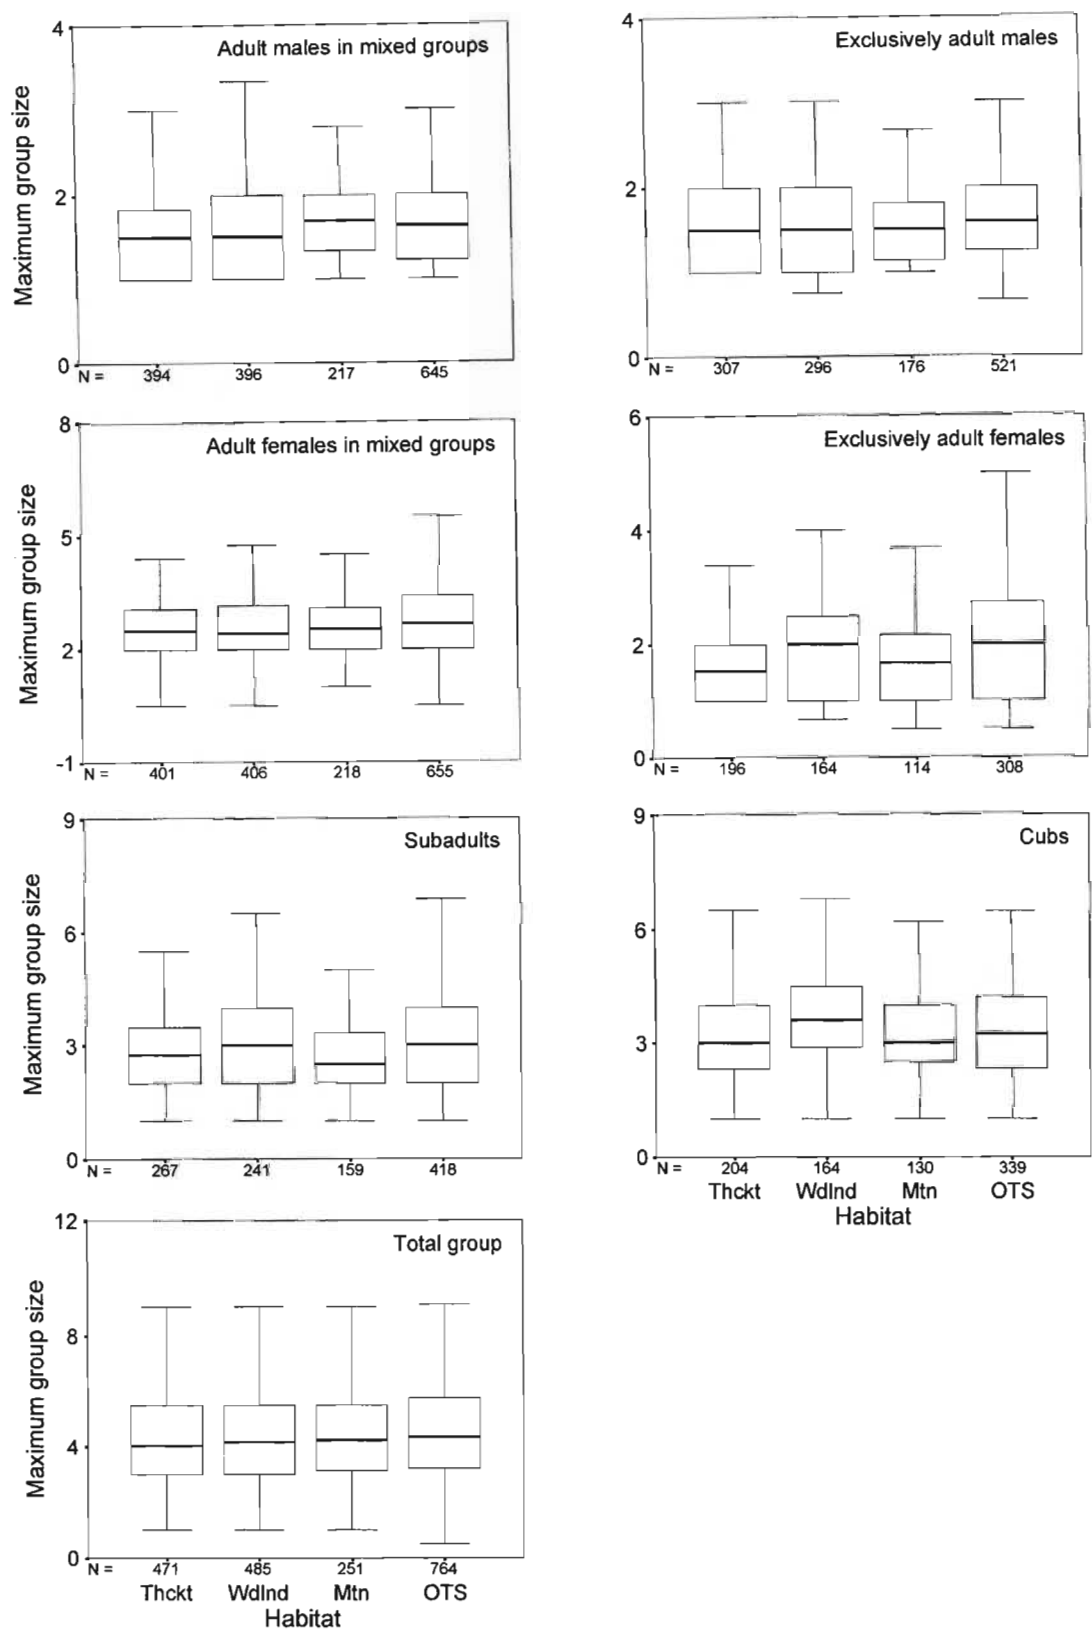 Adult males in mixed groups
Maximum group size
4
2
0
N = 394 396 217 645
Exclusively adult males
4
2
0
N = 307 296 176 521
Adult females in mixed groups
Maximum group size
8
5
2
-1
N = 401 406 218 655
Exclusively adult females
6
4
2
0
N = 196 164 114 308
Subadults
Maximum group size
9
6
3
0
N = 267 241 159 418
Cubs
9
6
3
0
N = 204 164 130 339
Thckt Wdlnd Mtn OTS
Habitat
Total group
Maximum group size
12
8
4
0
N = 471 485 251 764
Thckt Wdlnd Mtn OTS
Habitat